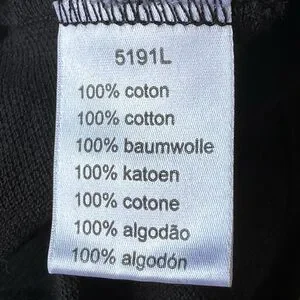 5191L
100% coton
100% cotton
100% baumwolle
100% katoen
100% cotone
100% algodão
100% algodón